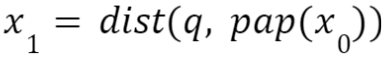 x₁ = dist(q, pap(x₀))